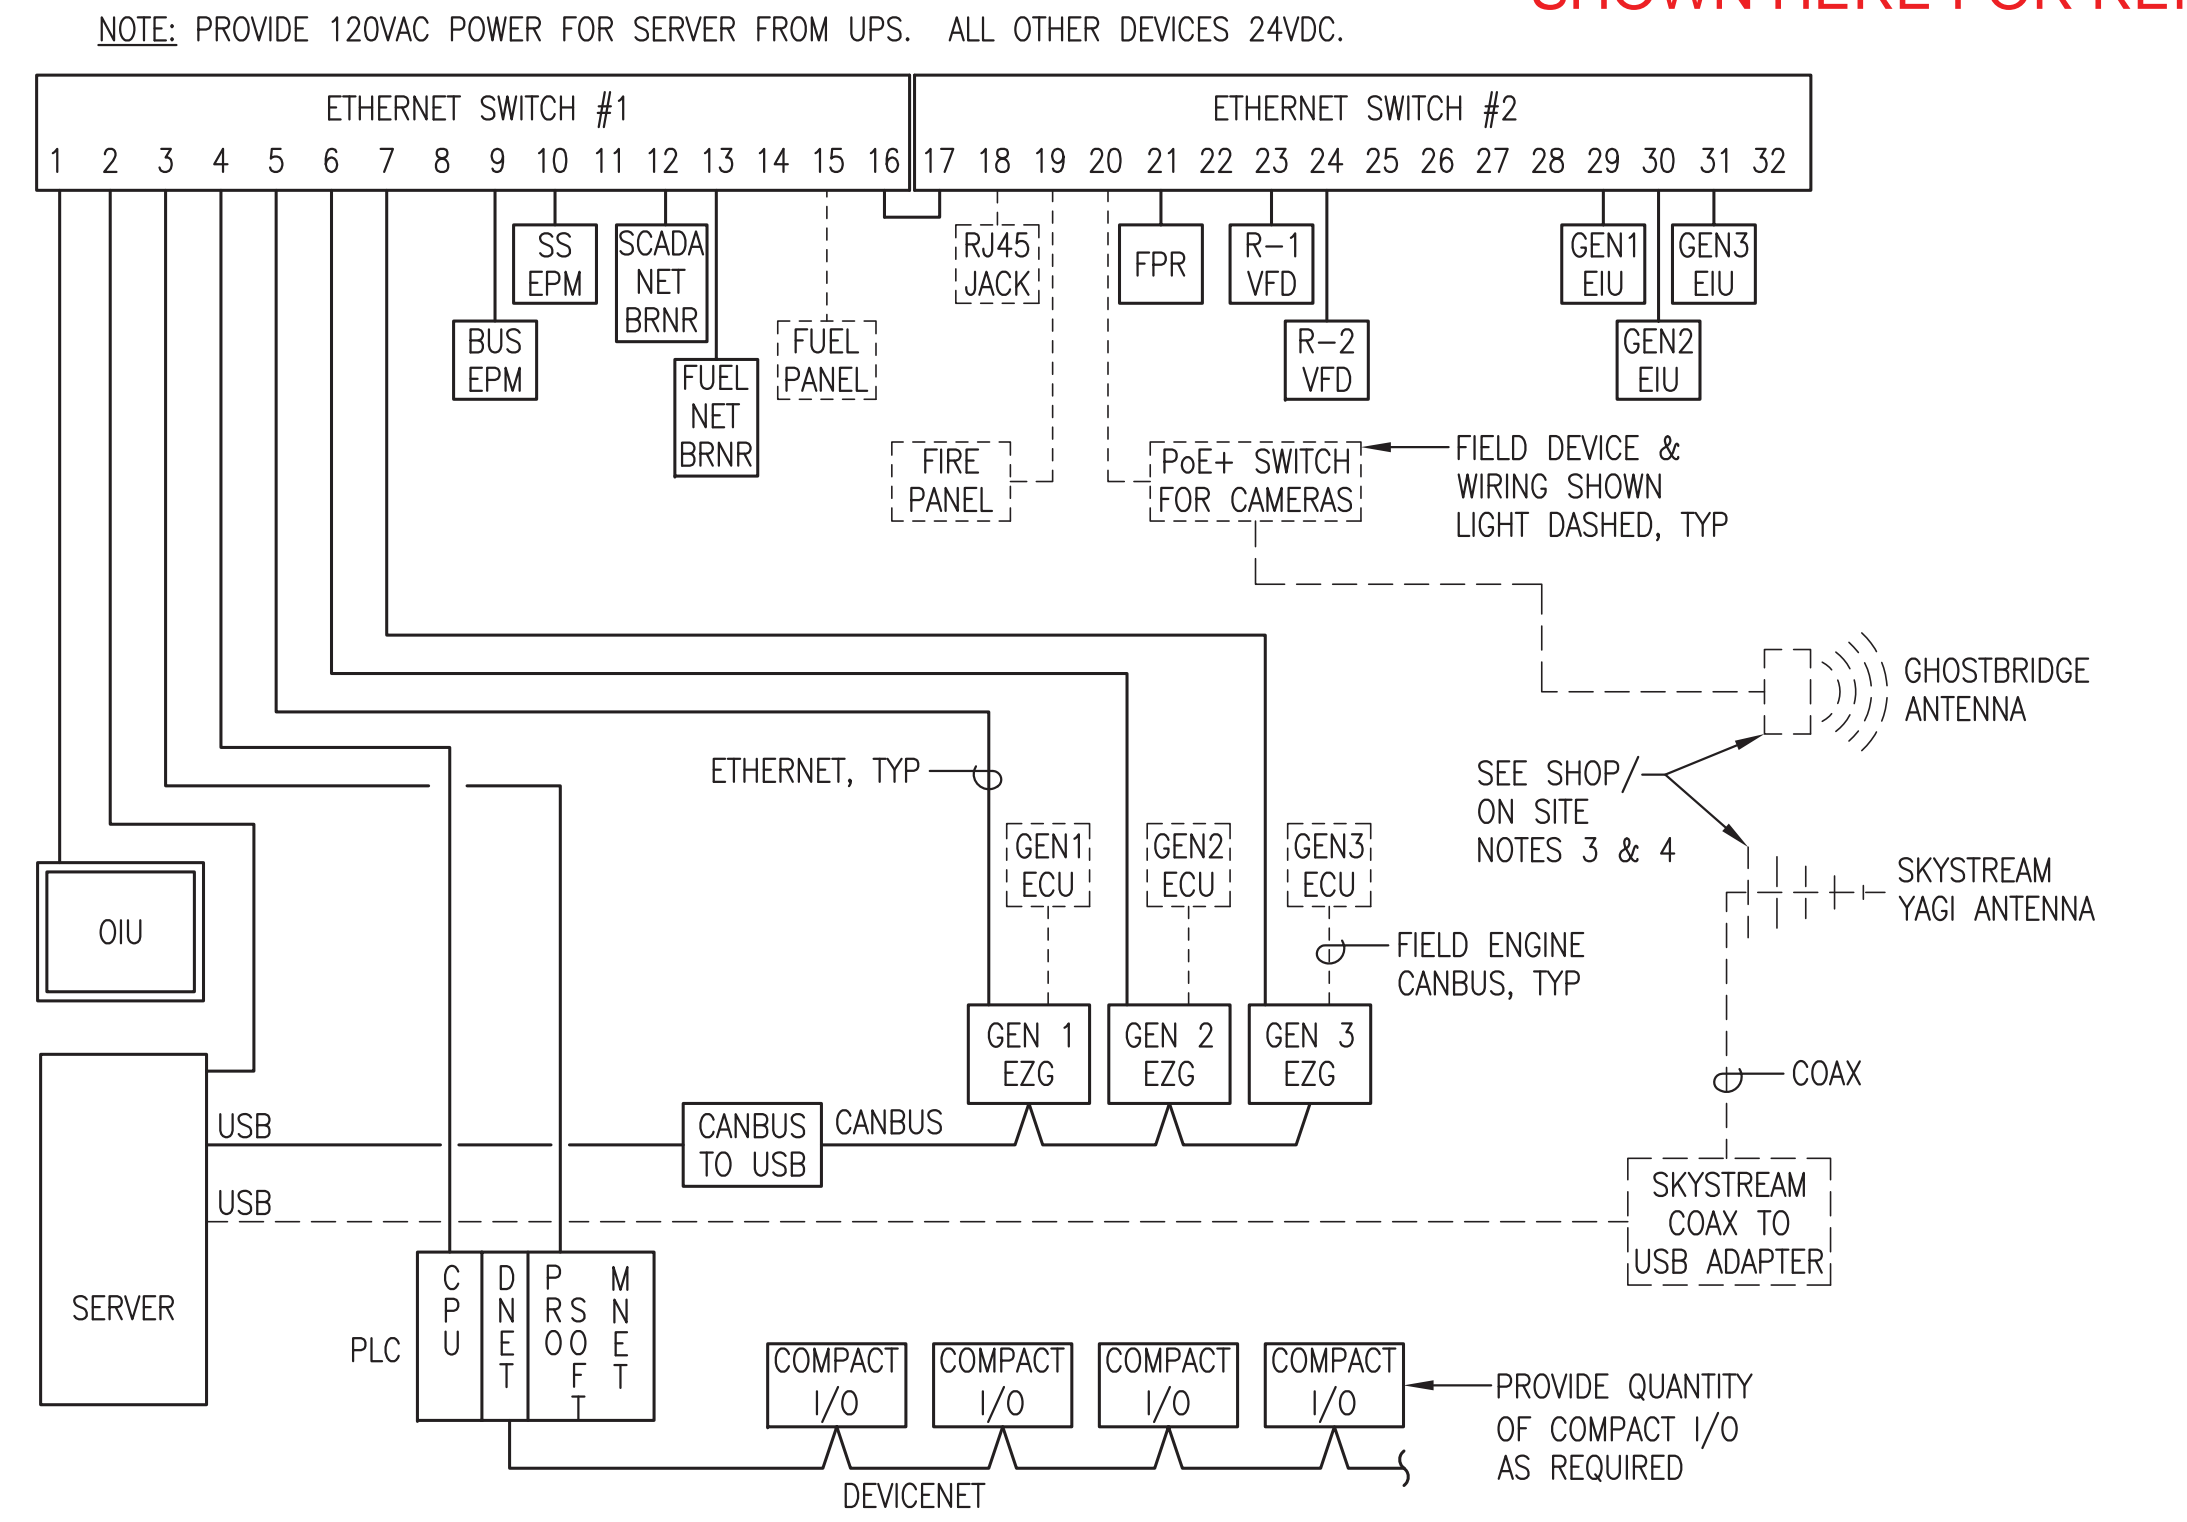 NOTE: PROVIDE 120VAC POWER FOR SERVER FROM UPS. ALL OTHER DEVICES 24VDC.
ETHERNET SWITCH #1
1 2 3 4 5 6 7 8 9 10 11 12 13 14 15 16
ETHERNET SWITCH #2
17 18 19 20 21 22 23 24 25 26 27 28 29 30 31 32
SS
EPM
SCADA
NET
BRNR
BUS
EPM
FUEL
NET
BRNR
FUEL
PANEL
RJ45
JACK
FPR
R-1
VFD
R-2
VFD
GEN1
EIU
GEN2
EIU
GEN3
EIU
FIRE
PANEL
PoE+ SWITCH
FOR CAMERAS
FIELD DEVICE &
WIRING SHOWN
LIGHT DASHED, TYP
GHOSTBRIDGE
ANTENNA
ETHERNET, TYP
SEE SHOP/
ON SITE
NOTES 3 & 4
GEN1
ECU
GEN2
ECU
GEN3
ECU
SKYSTREAM
YAGI ANTENNA
OIU
FIELD ENGINE
CANBUS, TYP
GEN 1
EZG
GEN 2
EZG
GEN 3
EZG
COAX
USB
CANBUS
TO USB
CANBUS
USB
SKYSTREAM
COAX TO
USB ADAPTER
SERVER
PLC
CPU
DNET
PRO
SOFT
MNET
COMPACT
I/O
COMPACT
I/O
COMPACT
I/O
COMPACT
I/O
PROVIDE QUANTITY
OF COMPACT I/O
AS REQUIRED
DEVICENET